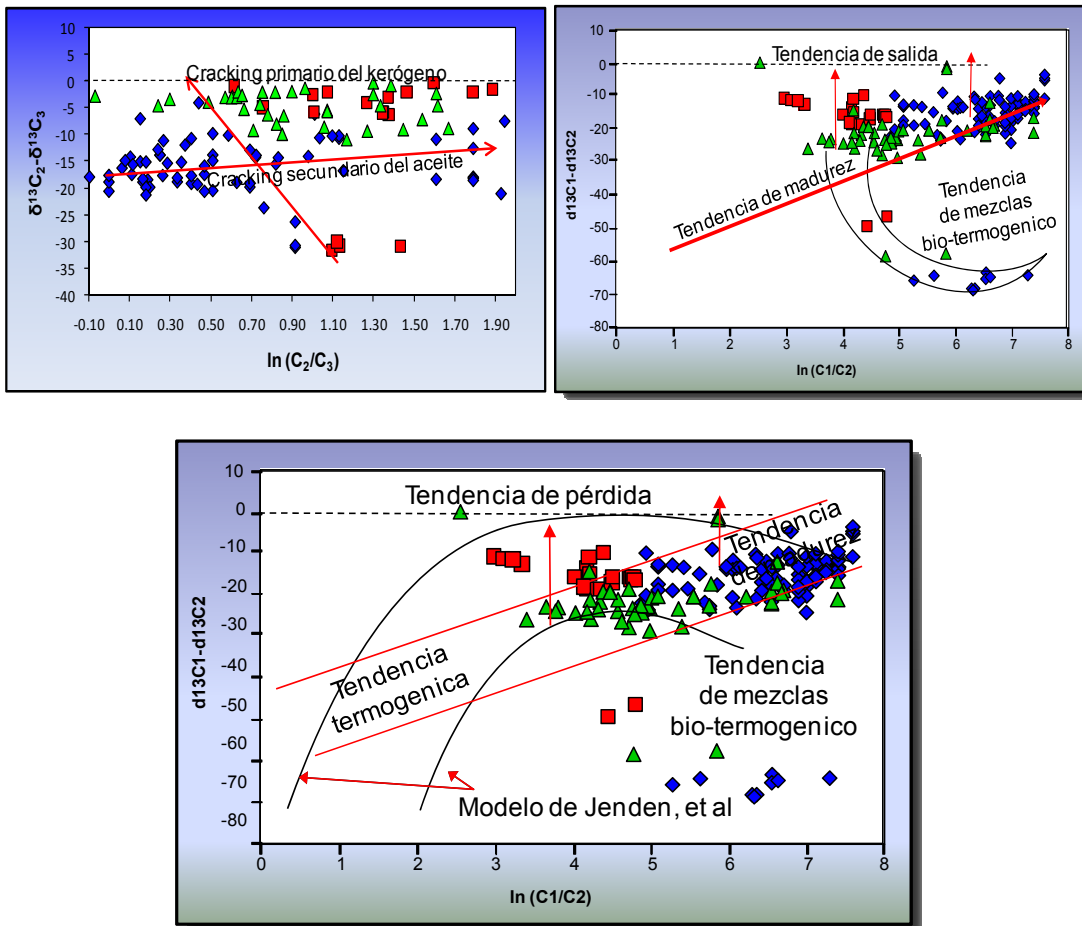 10
5
0
-5
-10
-15
-20
-25
-30
-35
-40
δ¹³C₂-δ¹³C₃
Cracking primario del kerógeno
Cracking secundario del aceite
-0.10 0.10 0.30 0.50 0.70 0.90 1.10 1.30 1.50 1.70 1.90
ln (C₂/C₃)
10
0
-10
-20
-30
-40
-50
-60
-70
-80
d13C1-d13C2
Tendencia de salida
Tendencia de madurez
Tendencia
de mezclas
bio-termogenico
0 1 2 3 4 5 6 7 8
ln (C1/C2)
10
0
-10
-20
-30
-40
-50
-60
-70
-80
d13C1-d13C2
Tendencia de pérdida
Tendencia
de madurez
Tendencia
termogenica
Tendencia
de mezclas
bio-termogenico
Modelo de Jenden, et al
0 1 2 3 4 5 6 7 8
ln (C1/C2)